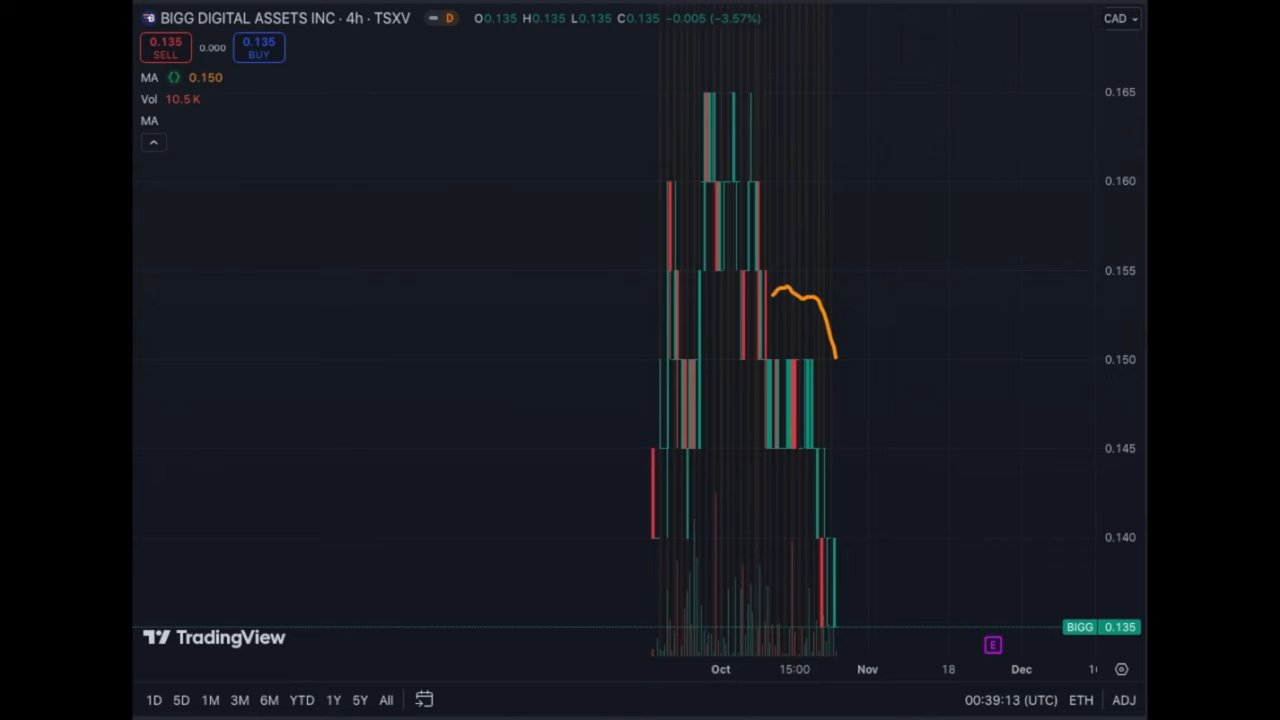 BIGG DIGITAL ASSETS INC · 4h · TSXV D O0.135 H0.135 L0.135 C0.135 −0.005 (−3.57%) CAD
0.135 SELL 0.000 0.135 BUY
MA 0.150
Vol 10.5 K
MA
0.165
0.160
0.155
0.150
0.145
0.140
BIGG 0.135
TradingView
E
Oct 15:00 Nov 18 Dec
1D 5D 1M 3M 6M YTD 1Y 5Y All 00:39:13 (UTC) ETH ADJ